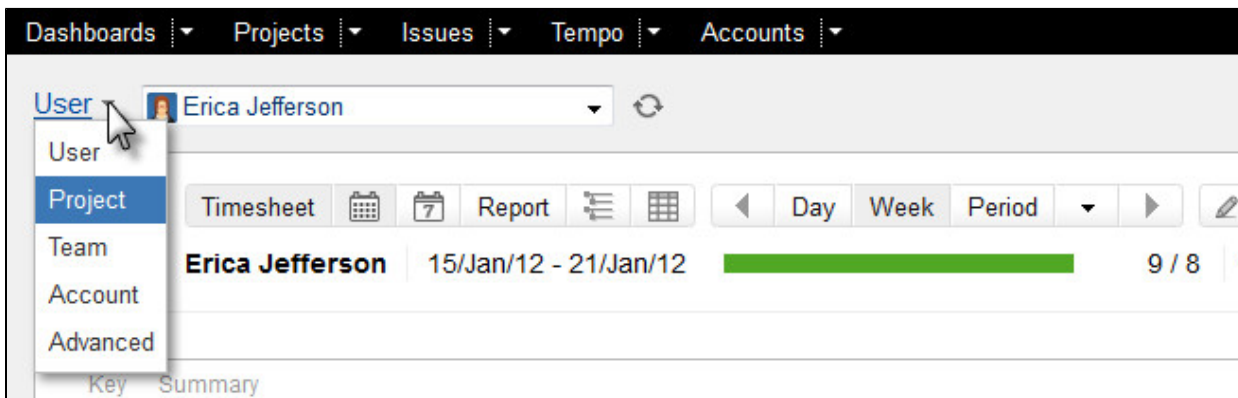 Dashboards Projects Issues Tempo Accounts
User Erica Jefferson
User
Project
Team
Account
Advanced
Timesheet 7 Report Day Week Period
Erica Jefferson 15/Jan/12 - 21/Jan/12 9 / 8
Key Summary